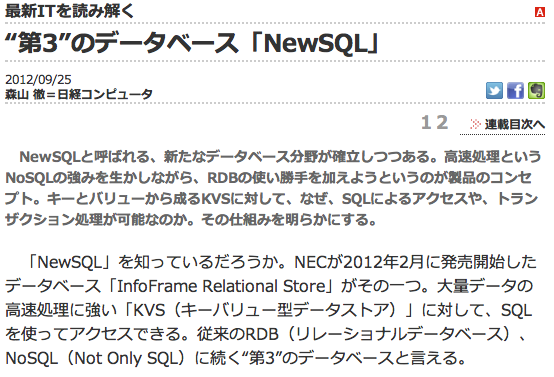 最新ITを読み解く
A
“第3”のデータベース「NewSQL」
2012/09/25
森山 徹＝日経コンピュータ
12
連載目次へ
NewSQLと呼ばれる、新たなデータベース分野が確立しつつある。高速処理という
NoSQLの強みを生かしながら、RDBの使い勝手を加えようというのが製品のコンセ
プト。キーとバリューから成るKVSに対して、なぜ、SQLによるアクセスや、トラン
ザクション処理が可能なのか。その仕組みを明らかにする。
「NewSQL」を知っているだろうか。NECが2012年2月に発売開始した
データベース「InfoFrame Relational Store」がその一つ。大量データの
高速処理に強い「KVS（キーバリュー型データストア）」に対して、SQL
を使ってアクセスできる。従来のRDB（リレーショナルデータベース）、
NoSQL（Not Only SQL）に続く“第3”のデータベースと言える。